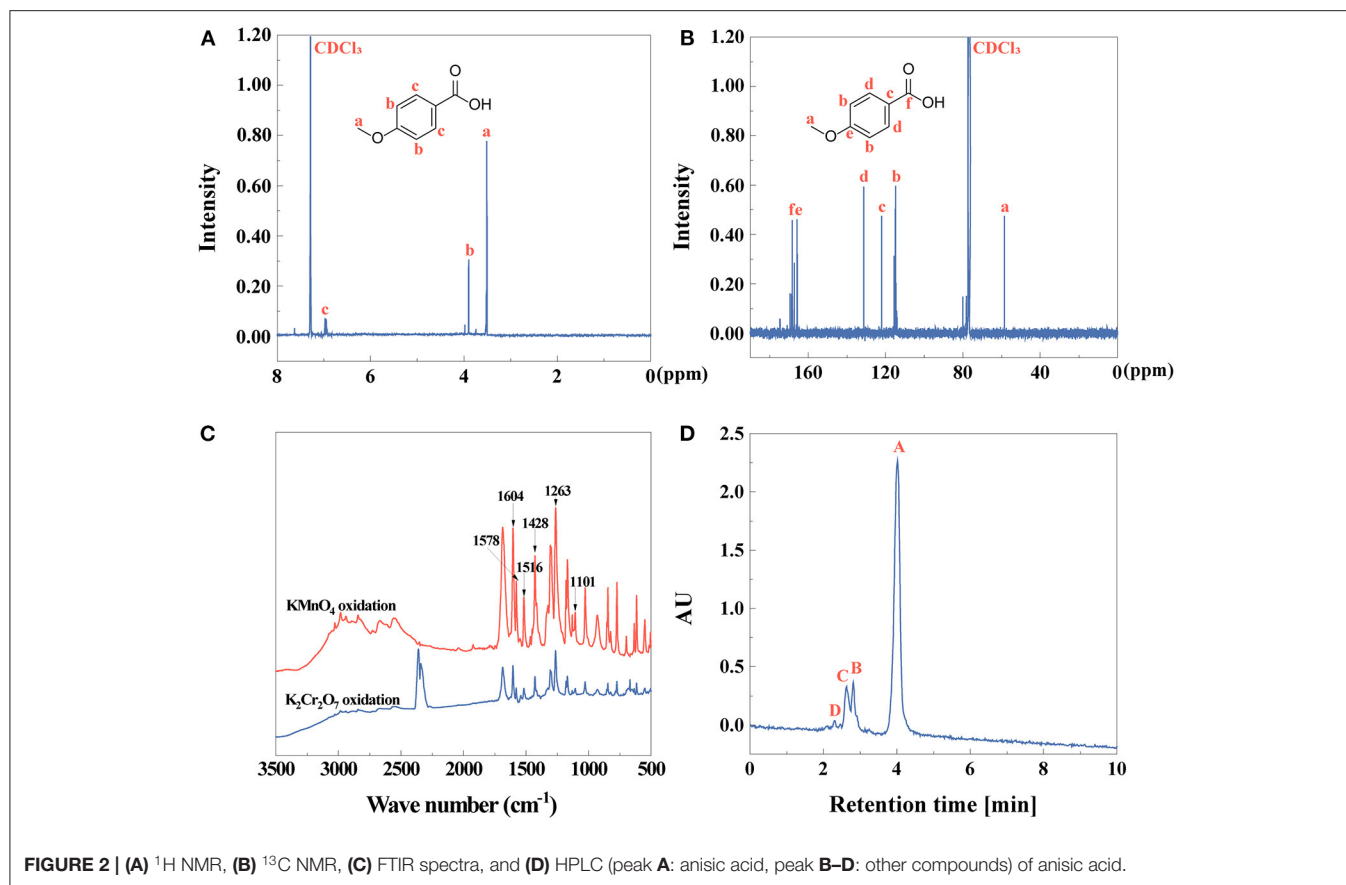 A
1.20
1.00
0.80
0.60
0.40
0.20
0.00
Intensity
CDCl₃
O
OH
O
a
b
b
c
c
c
b
a
8
6
4
2
0 (ppm)
B
1.20
1.00
0.80
0.60
0.40
0.20
0.00
Intensity
CDCl₃
O
OH
O
a
b
b
c
d
d
e
f
f e
d
c
b
a
160
120
80
40
0 (ppm)
C
1604
1263
1578
1428
1516
1101
KMnO₄ oxidation
K₂Cr₂O₇ oxidation
3500
3000
2500
2000
1500
1000
500
Wave number (cm⁻¹)
D
2.5
2.0
1.5
1.0
0.5
0.0
AU
A
B
C
D
0
2
4
6
8
10
Retention time [min]
FIGURE 2 | (A) ¹H NMR, (B) ¹³C NMR, (C) FTIR spectra, and (D) HPLC (peak A: anisic acid, peak B–D: other compounds) of anisic acid.